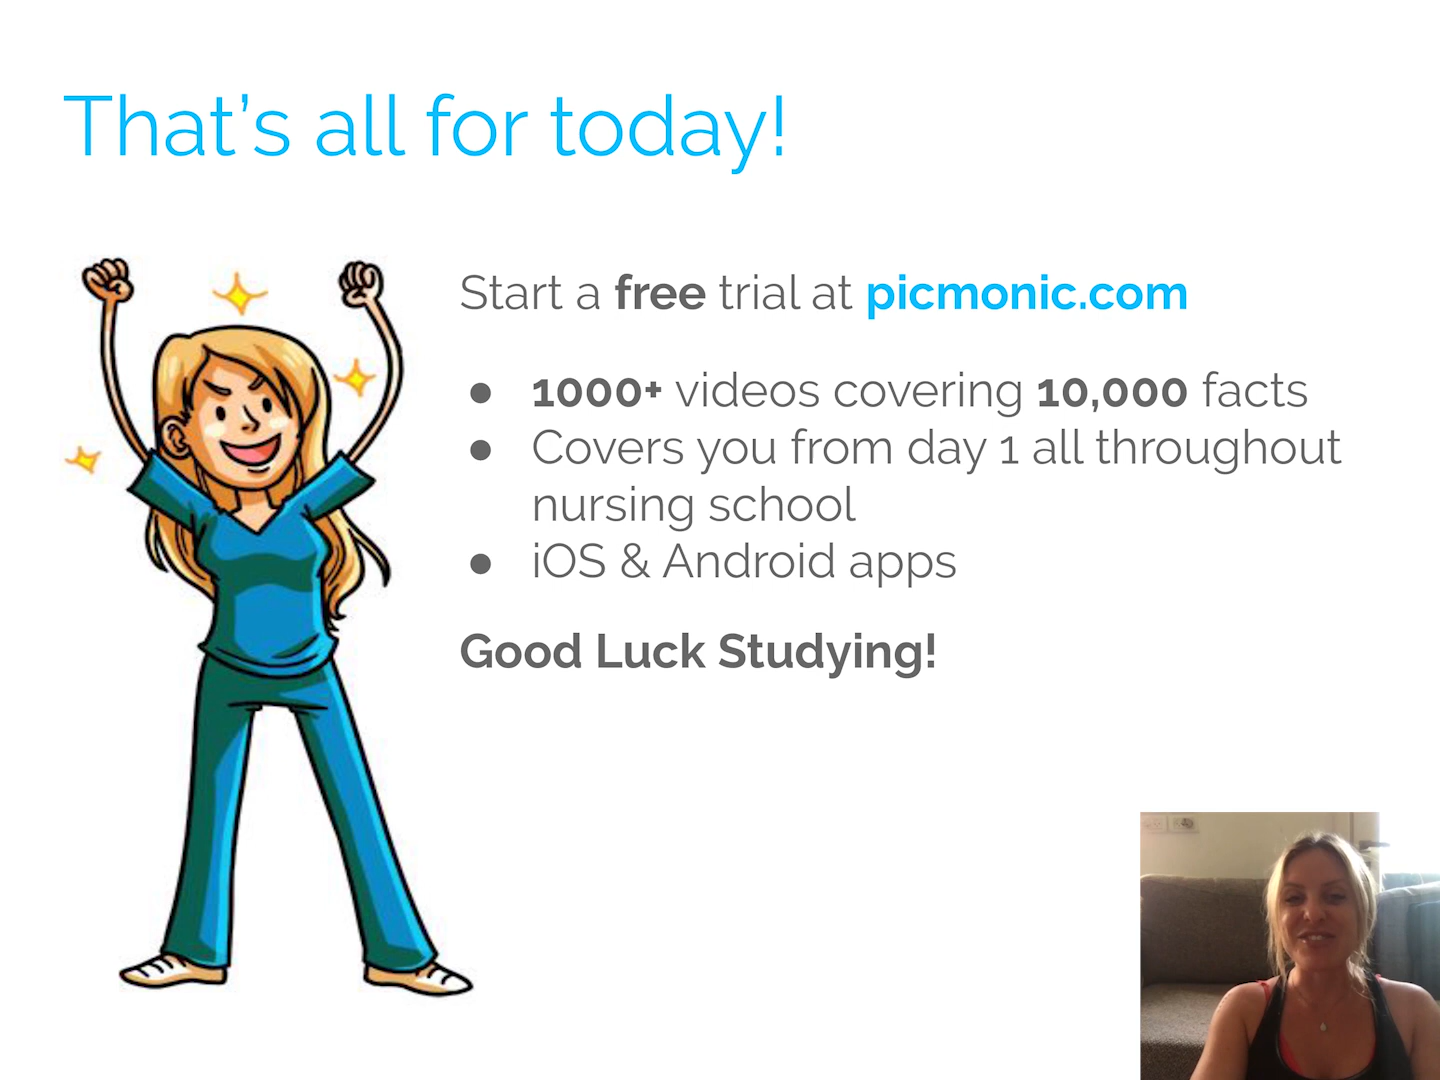 That’s all for today!
Start a free trial at picmonic.com
● 1000+ videos covering 10,000 facts
● Covers you from day 1 all throughout
nursing school
● iOS & Android apps
Good Luck Studying!